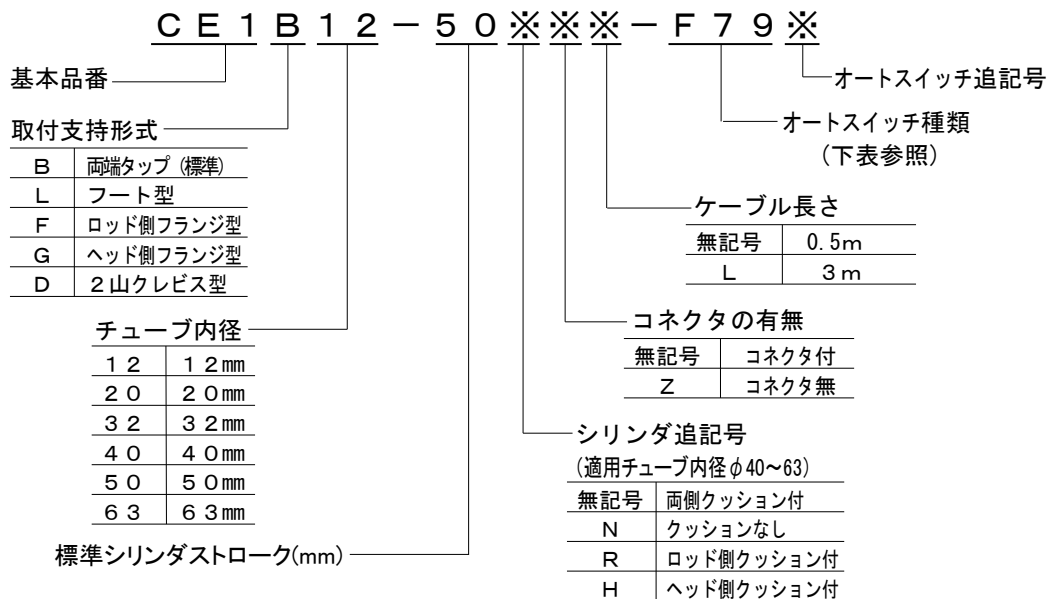 CE1B12－50※※※－F79※
基本品番
オートスイッチ追記号
取付支持形式
オートスイッチ種類
(下表参照)
B 両端タップ (標準)
L フート型
F ロッド側フランジ型
G ヘッド側フランジ型
D 2山クレビス型
ケーブル長さ
無記号 0.5m
L 3m
チューブ内径
12 12mm
20 20mm
32 32mm
40 40mm
50 50mm
63 63mm
コネクタの有無
無記号 コネクタ付
Z コネクタ無
シリンダ追記号
(適用チューブ内径φ40~63)
無記号 両側クッション付
N クッションなし
R ロッド側クッション付
H ヘッド側クッション付
標準シリンダストローク(mm)